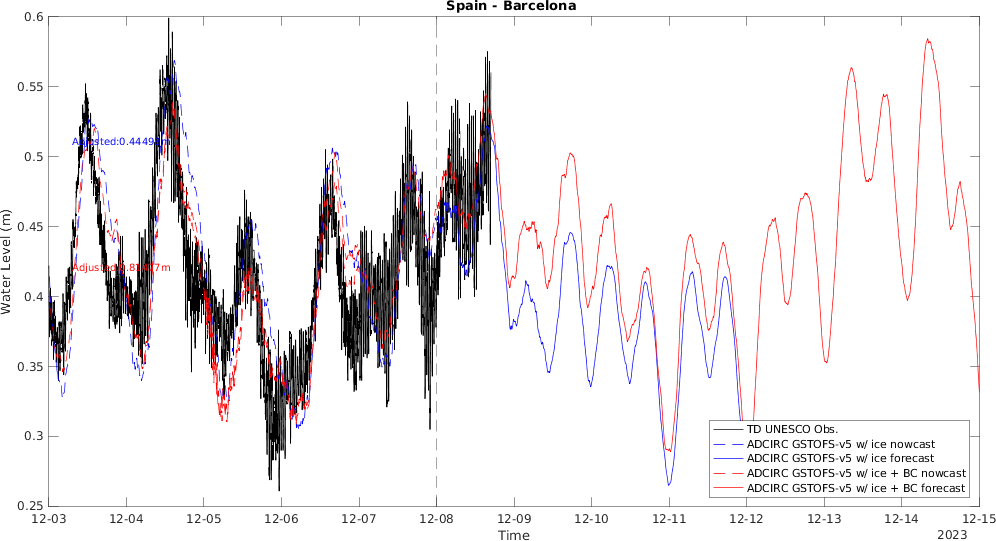 Spain - Barcelona
0.6
0.55
0.5
0.45
0.4
0.35
0.3
0.25
Water Level (m)
12-03 12-04 12-05 12-06 12-07 12-08 12-09 12-10 12-11 12-12 12-13 12-14 12-15
Time
2023
TD UNESCO Obs.
ADCIRC GSTOFS-v5 w/ ice nowcast
ADCIRC GSTOFS-v5 w/ ice forecast
ADCIRC GSTOFS-v5 w/ ice + BC nowcast
ADCIRC GSTOFS-v5 w/ ice + BC forecast